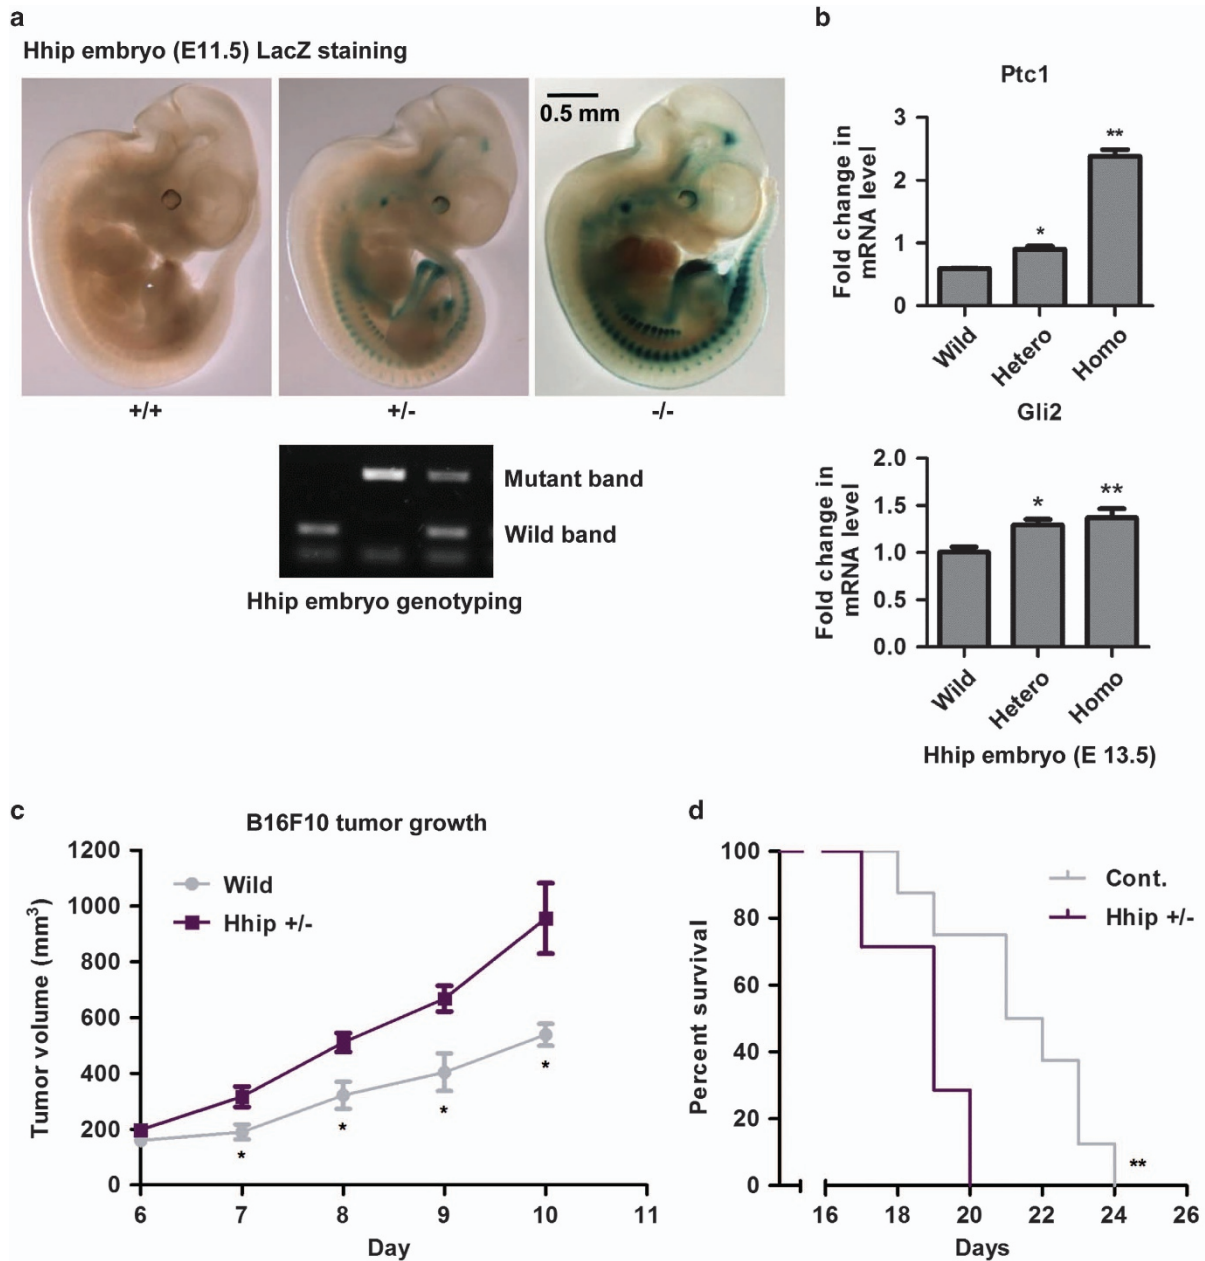 a
Hhip embryo (E11.5) LacZ staining
0.5 mm
+/+
+/-
-/-
Mutant band
Wild band
Hhip embryo genotyping
b
Ptc1
Fold change in
mRNA level
3
2
1
0
*
**
Wild
Hetero
Homo
Gli2
Fold change in
mRNA level
2.0
1.5
1.0
0.5
0.0
*
**
Wild
Hetero
Homo
Hhip embryo (E 13.5)
c
B16F10 tumor growth
Tumor volume (mm³)
1200
1000
800
600
400
200
0
Wild
Hhip +/-
*
*
*
*
6
7
8
9
10
11
Day
d
Percent survival
100
80
60
40
20
0
Cont.
Hhip +/-
**
16
18
20
22
24
26
Days